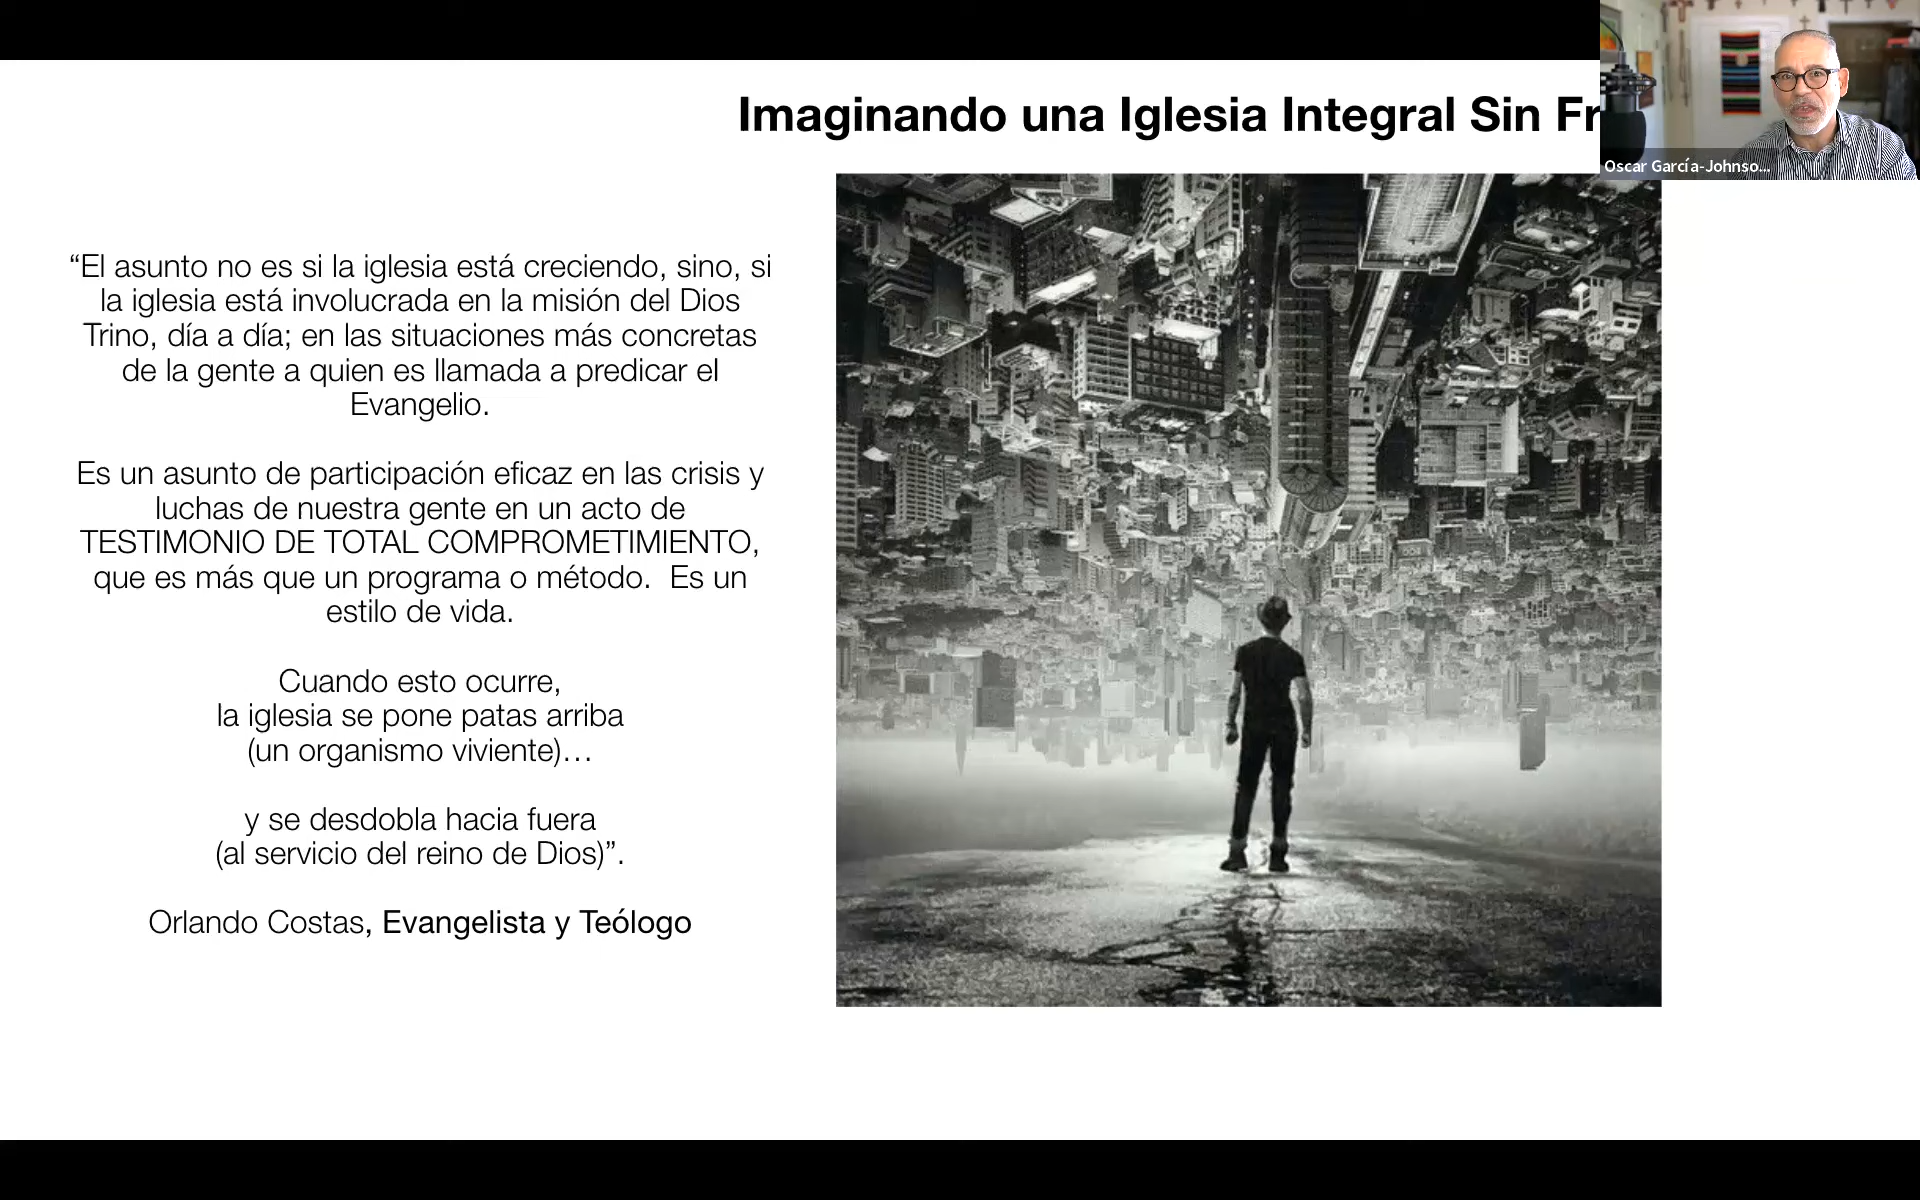 Imaginando una Iglesia Integral Sin Fr
Oscar García-Johnso...
“El asunto no es si la iglesia está creciendo, sino, si
la iglesia está involucrada en la misión del Dios
Trino, día a día; en las situaciones más concretas
de la gente a quien es llamada a predicar el
Evangelio.
Es un asunto de participación eficaz en las crisis y
luchas de nuestra gente en un acto de
TESTIMONIO DE TOTAL COMPROMETIMIENTO,
que es más que un programa o método.  Es un
estilo de vida.
Cuando esto ocurre,
la iglesia se pone patas arriba
(un organismo viviente)…
y se desdobla hacia fuera
(al servicio del reino de Dios)”.
Orlando Costas, Evangelista y Teólogo